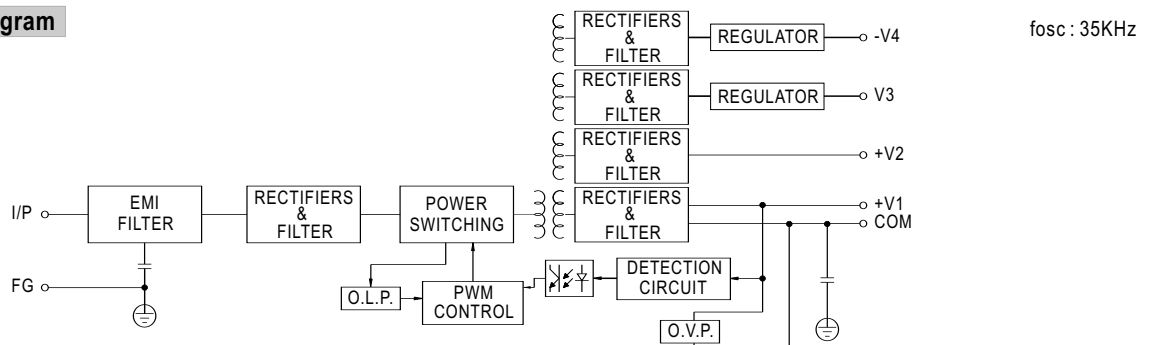 gram
fosc : 35KHz
RECTIFIERS
&
FILTER
REGULATOR
-V4
RECTIFIERS
&
FILTER
REGULATOR
V3
RECTIFIERS
&
FILTER
+V2
I/P
EMI
FILTER
RECTIFIERS
&
FILTER
POWER
SWITCHING
RECTIFIERS
&
FILTER
+V1
COM
FG
O.L.P.
PWM
CONTROL
DETECTION
CIRCUIT
O.V.P.